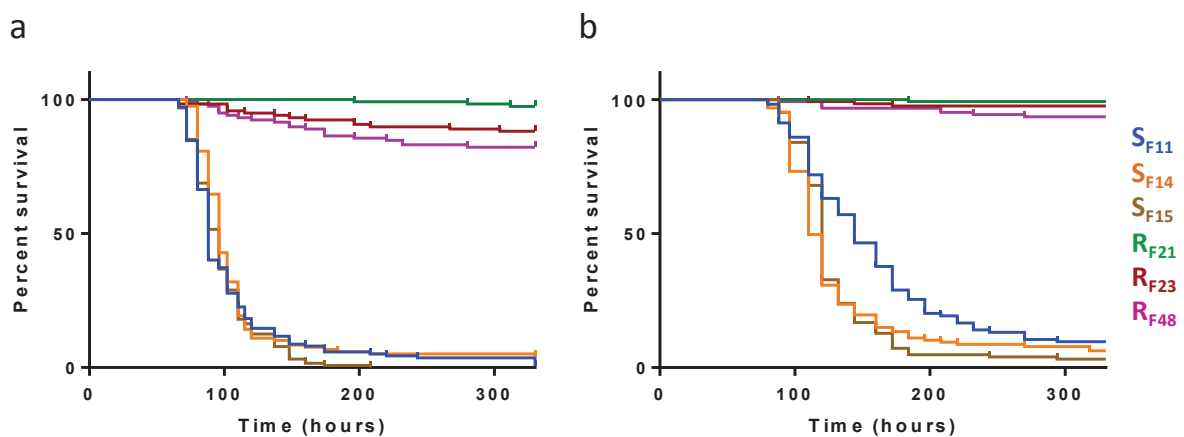 a
Percent survival
100
50
0
0 100 200 300
Time (hours)
b
Percent survival
100
50
0
0 100 200 300
Time (hours)
SF11
SF14
SF15
RF21
RF23
RF48